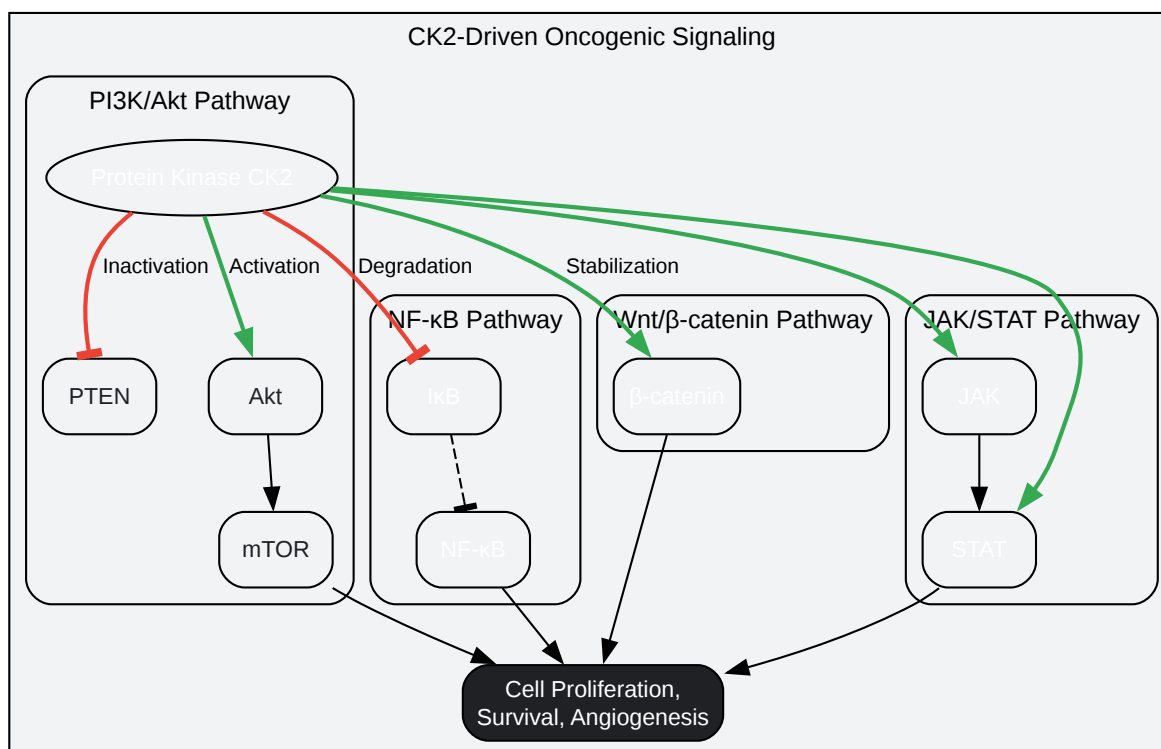 CK2-Driven Oncogenic Signaling
PI3K/Akt Pathway
Protein Kinase CK2
Inactivation
Activation
Degradation
Stabilization
NF-κB Pathway
Wnt/β-catenin Pathway
JAK/STAT Pathway
PTEN
Akt
IκB
β-catenin
JAK
mTOR
NF-κB
STAT
Cell Proliferation,
Survival, Angiogenesis